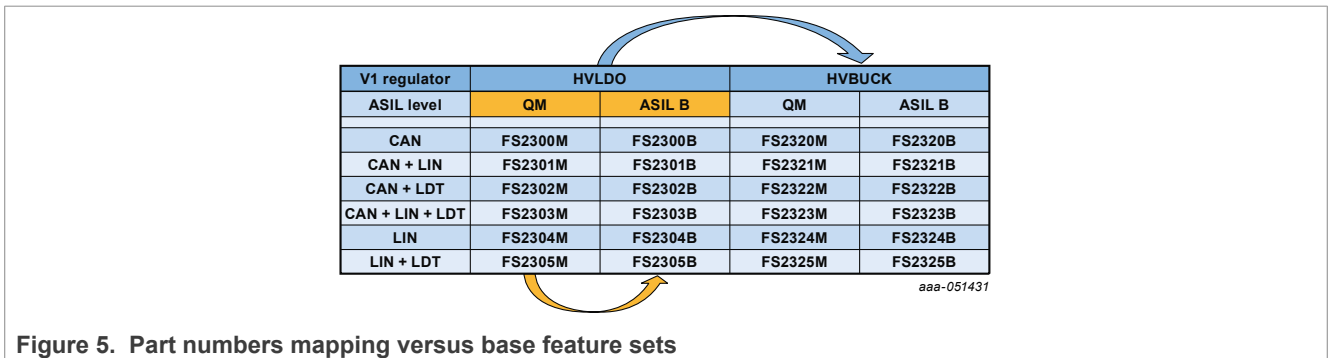 V1 regulator HVLDO HVBUCK
ASIL level QM ASIL B QM ASIL B
CAN FS2300M FS2300B FS2320M FS2320B
CAN + LIN FS2301M FS2301B FS2321M FS2321B
CAN + LDT FS2302M FS2302B FS2322M FS2322B
CAN + LIN + LDT FS2303M FS2303B FS2323M FS2323B
LIN FS2304M FS2304B FS2324M FS2324B
LIN + LDT FS2305M FS2305B FS2325M FS2325B
aaa-051431
Figure 5. Part numbers mapping versus base feature sets